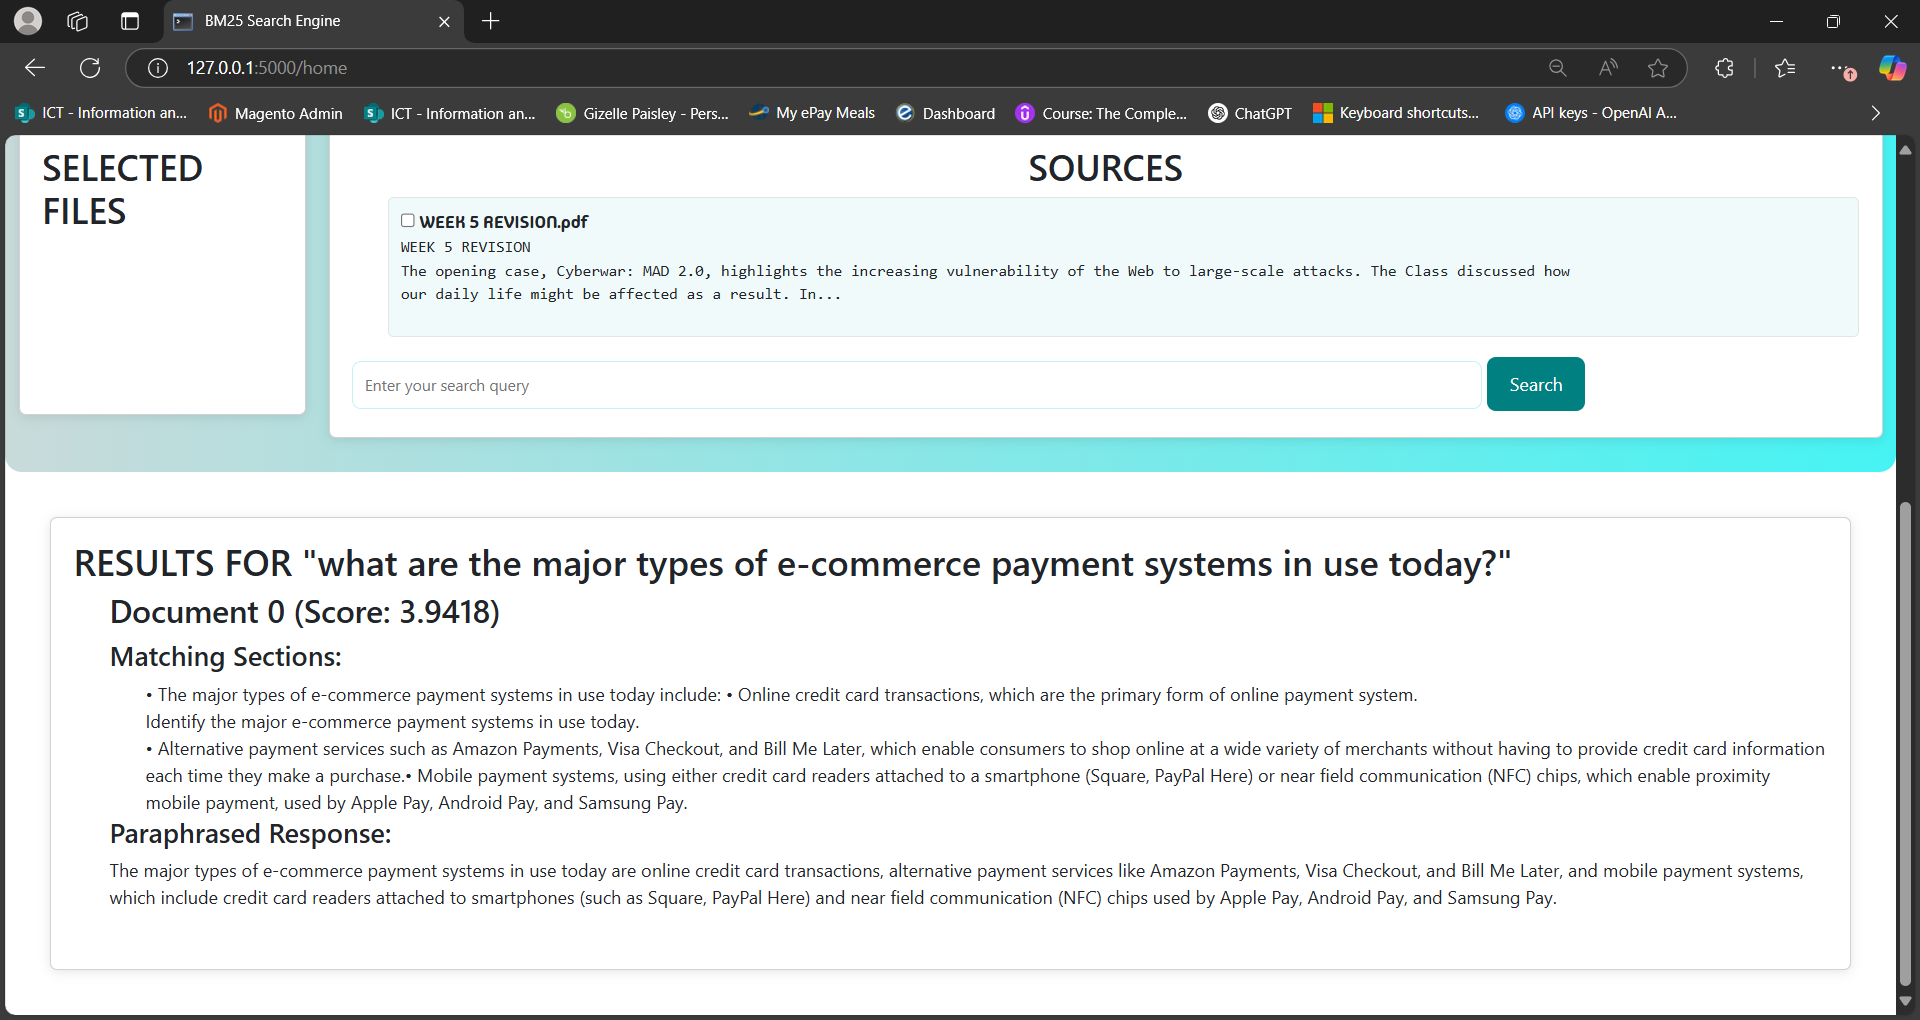 BM25 Search Engine
127.0.0.1:5000/home
ICT - Information an...
Magento Admin
ICT - Information an...
Gizelle Paisley - Pers...
My ePay Meals
Dashboard
Course: The Comple...
ChatGPT
Keyboard shortcuts...
API keys - OpenAI A...
SELECTED
FILES
SOURCES
WEEK 5 REVISION.pdf
WEEK 5 REVISION
The opening case, Cyberwar: MAD 2.0, highlights the increasing vulnerability of the Web to large-scale attacks. The Class discussed how
our daily life might be affected as a result. In...
Enter your search query
Search
RESULTS FOR "what are the major types of e-commerce payment systems in use today?"
Document 0 (Score: 3.9418)
Matching Sections:
• The major types of e-commerce payment systems in use today include: • Online credit card transactions, which are the primary form of online payment system.
Identify the major e-commerce payment systems in use today.
• Alternative payment services such as Amazon Payments, Visa Checkout, and Bill Me Later, which enable consumers to shop online at a wide variety of merchants without having to provide credit card information
each time they make a purchase.• Mobile payment systems, using either credit card readers attached to a smartphone (Square, PayPal Here) or near field communication (NFC) chips, which enable proximity
mobile payment, used by Apple Pay, Android Pay, and Samsung Pay.
Paraphrased Response:
The major types of e-commerce payment systems in use today are online credit card transactions, alternative payment services like Amazon Payments, Visa Checkout, and Bill Me Later, and mobile payment systems,
which include credit card readers attached to smartphones (such as Square, PayPal Here) and near field communication (NFC) chips used by Apple Pay, Android Pay, and Samsung Pay.